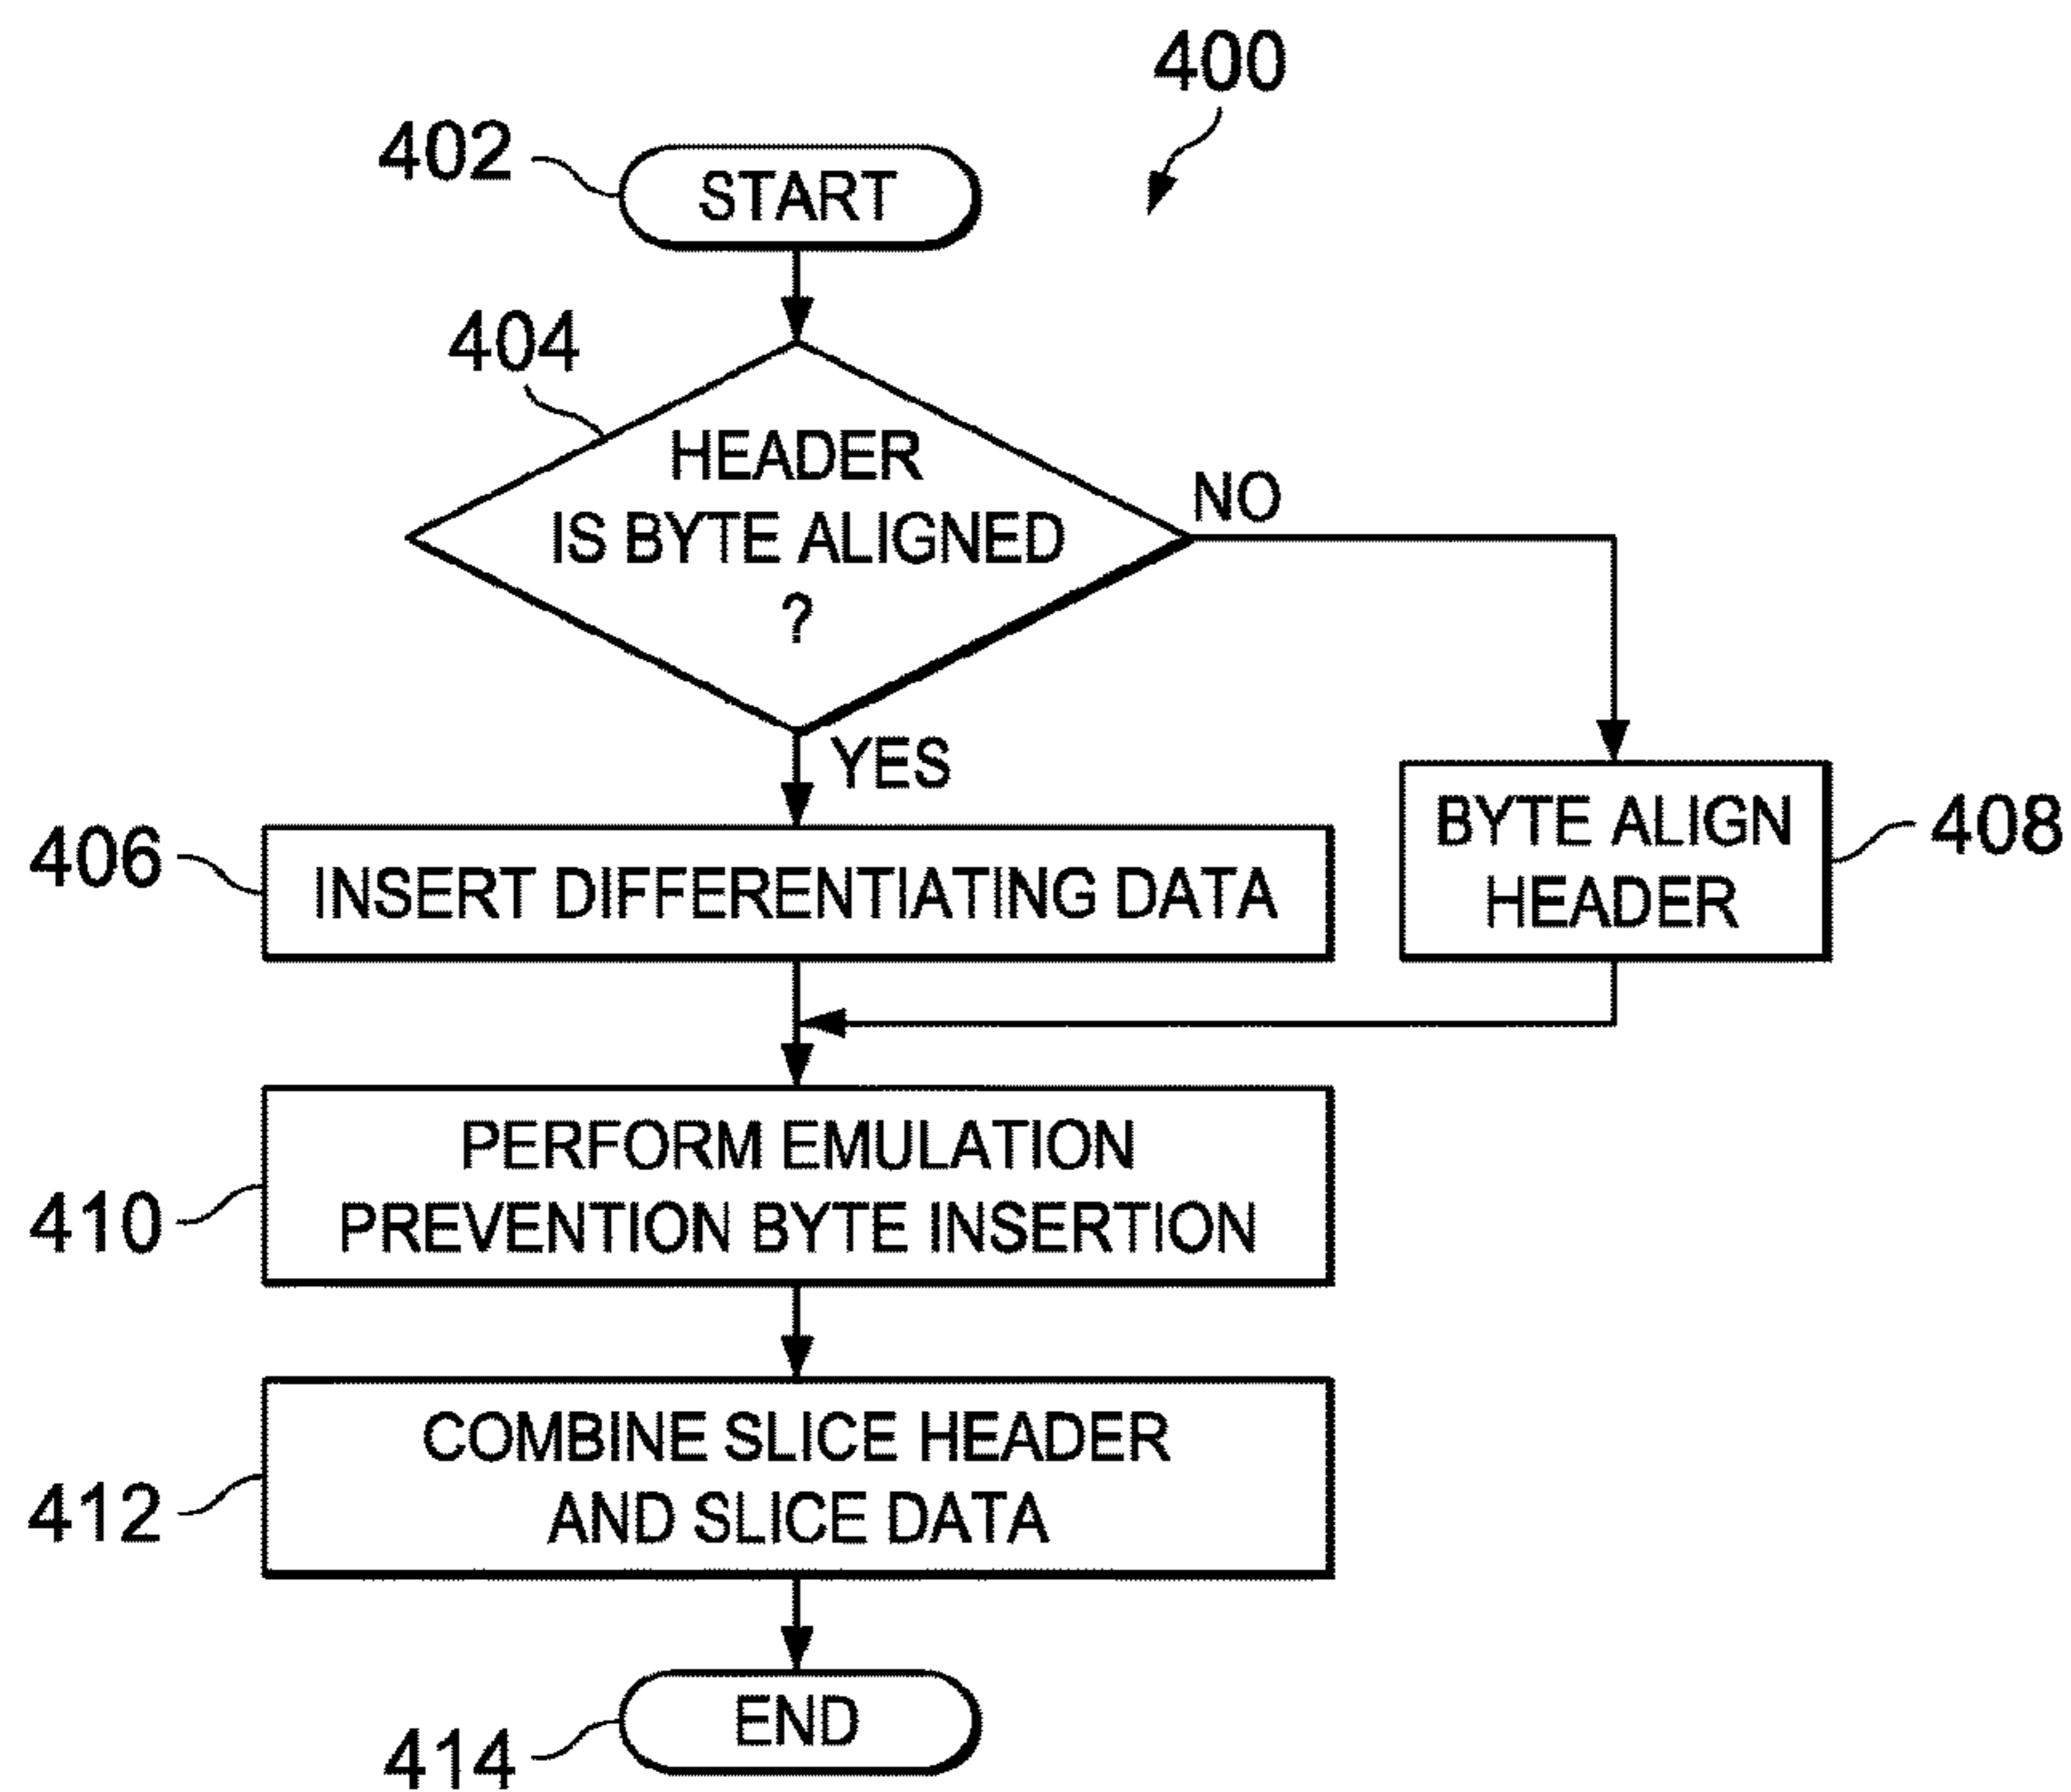 400
402
START
404
HEADER
IS BYTE ALIGNED
?
NO
YES
406
INSERT DIFFERENTIATING DATA
BYTE ALIGN
HEADER
408
410
PERFORM EMULATION
PREVENTION BYTE INSERTION
412
COMBINE SLICE HEADER
AND SLICE DATA
414
END